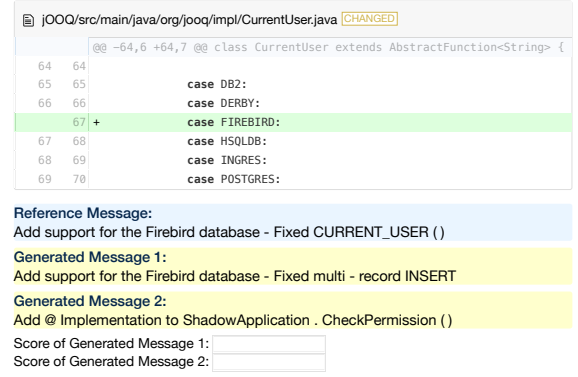 jOOQ/src/main/java/org/jooq/impl/CurrentUser.java CHANGED
@@ -64,6 +64,7 @@ class CurrentUser extends AbstractFunction<String> {
64 64
65 65 case DB2:
66 66 case DERBY:
67 + case FIREBIRD:
67 68 case HSQLDB:
68 69 case INGRES:
69 70 case POSTGRES:
Reference Message:
Add support for the Firebird database - Fixed CURRENT_USER ( )
Generated Message 1:
Add support for the Firebird database - Fixed multi - record INSERT
Generated Message 2:
Add @ Implementation to ShadowApplication . CheckPermission ( )
Score of Generated Message 1:
Score of Generated Message 2: